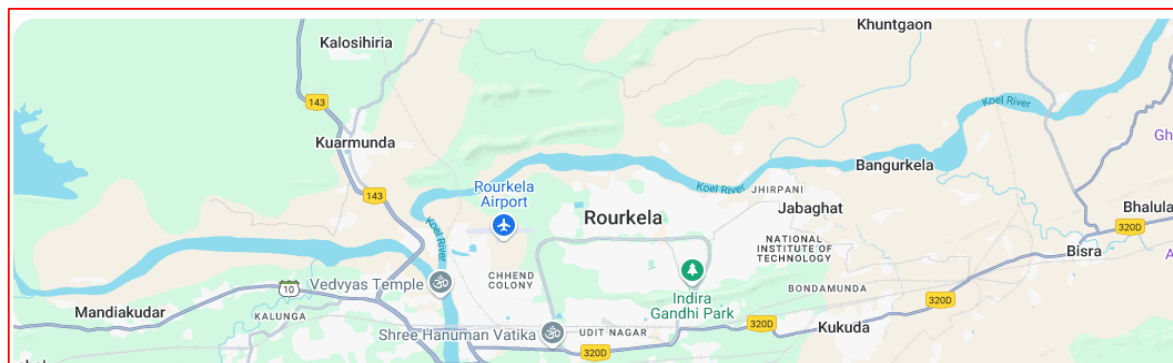 Khuntgaon
Kalosihiria
143
Koel River
Gh
Kuarmunda
Bangurkela
143
Koel River
JHIRPANI
Rourkela
Airport
Jabaghat
Bhalula
Rourkela
320D
Koel River
NATIONAL
INSTITUTE OF
TECHNOLOGY
Bisra
A
CHHEND
COLONY
Vedvyas Temple
10
BONDAMUNDA
Indira
Gandhi Park
320D
Mandiakudar
KALUNGA
Shree Hanuman Vatika
UDIT NAGAR
320D
Kukuda
320D